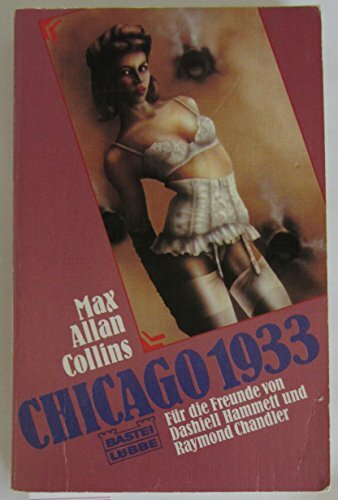 Max
Allan
Collins
CHICAGO 1933
BASTEI
LÜBBE
Für die Freunde von
Dashiell Hammett und
Raymond Chandler